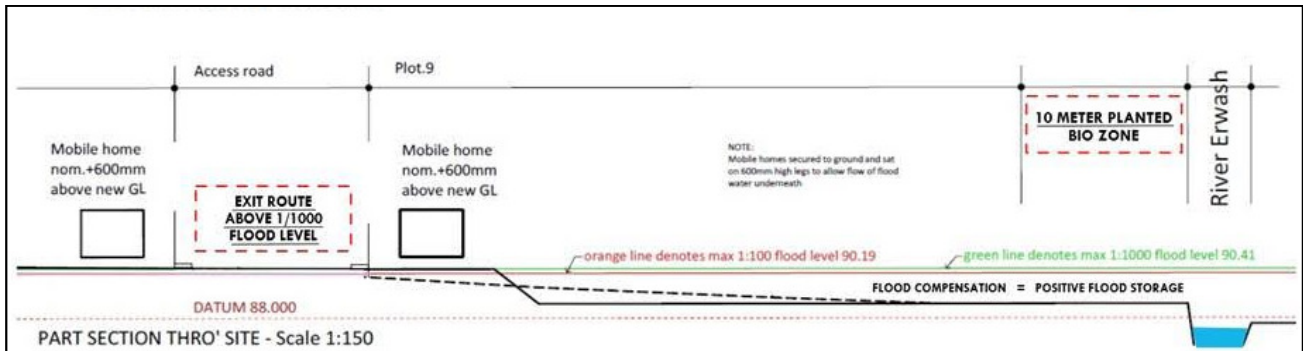 Access road
Plot.9
River Erwash
10 METER PLANTED
BIO ZONE
Mobile home
nom.+600mm
above new GL
EXIT ROUTE
ABOVE 1/1000
FLOOD LEVEL
Mobile home
nom.+600mm
above new GL
NOTE:
Mobile homes secured to ground and sat
on 600mm high legs to allow flow of flood
water underneath
orange line denotes max 1:100 flood level 90.19
green line denotes max 1:1000 flood level 90.41
FLOOD COMPENSATION = POSITIVE FLOOD STORAGE
DATUM 88.000
PART SECTION THRO' SITE - Scale 1:150